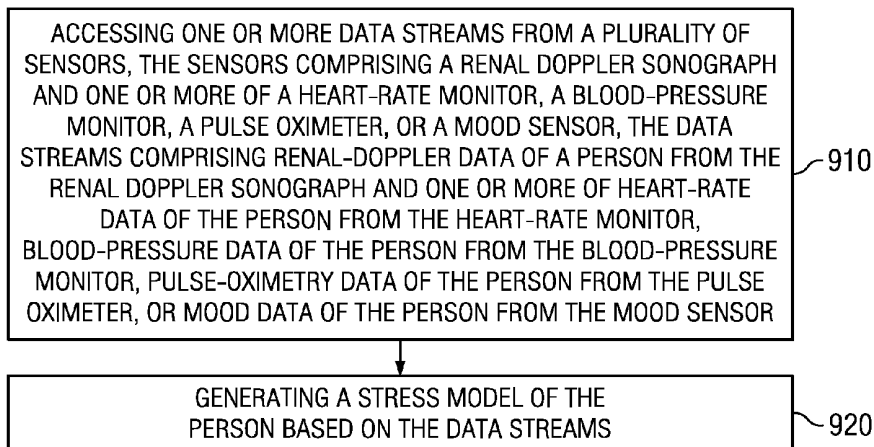 ACCESSING ONE OR MORE DATA STREAMS FROM A PLURALITY OF
SENSORS, THE SENSORS COMPRISING A RENAL DOPPLER SONOGRAPH
AND ONE OR MORE OF A HEART-RATE MONITOR, A BLOOD-PRESSURE
MONITOR, A PULSE OXIMETER, OR A MOOD SENSOR, THE DATA
STREAMS COMPRISING RENAL-DOPPLER DATA OF A PERSON FROM THE
RENAL DOPPLER SONOGRAPH AND ONE OR MORE OF HEART-RATE
DATA OF THE PERSON FROM THE HEART-RATE MONITOR,
BLOOD-PRESSURE DATA OF THE PERSON FROM THE BLOOD-PRESSURE
MONITOR, PULSE-OXIMETRY DATA OF THE PERSON FROM THE PULSE
OXIMETER, OR MOOD DATA OF THE PERSON FROM THE MOOD SENSOR
910
GENERATING A STRESS MODEL OF THE
PERSON BASED ON THE DATA STREAMS
920